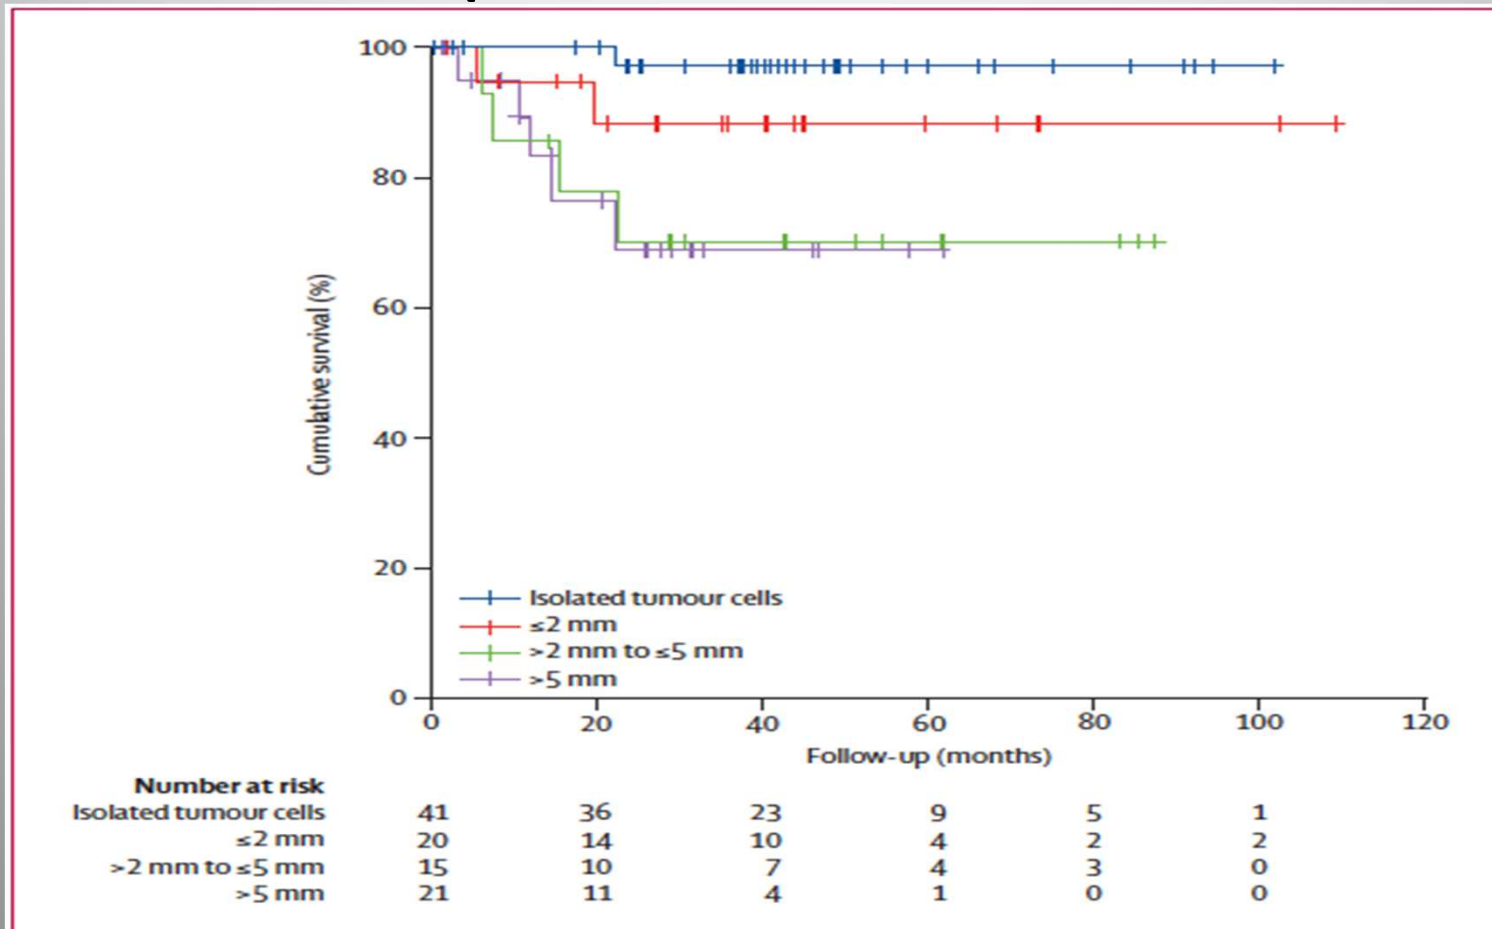 100
80
60
40
20
0
Cumulative survival (%)
Isolated tumour cells
≤2 mm
>2 mm to ≤5 mm
>5 mm
0 20 40 60 80 100 120
Follow-up (months)
Number at risk
Isolated tumour cells 41 36 23 9 5 1
≤2 mm 20 14 10 4 2 2
>2 mm to ≤5 mm 15 10 7 4 3 0
>5 mm 21 11 4 1 0 0